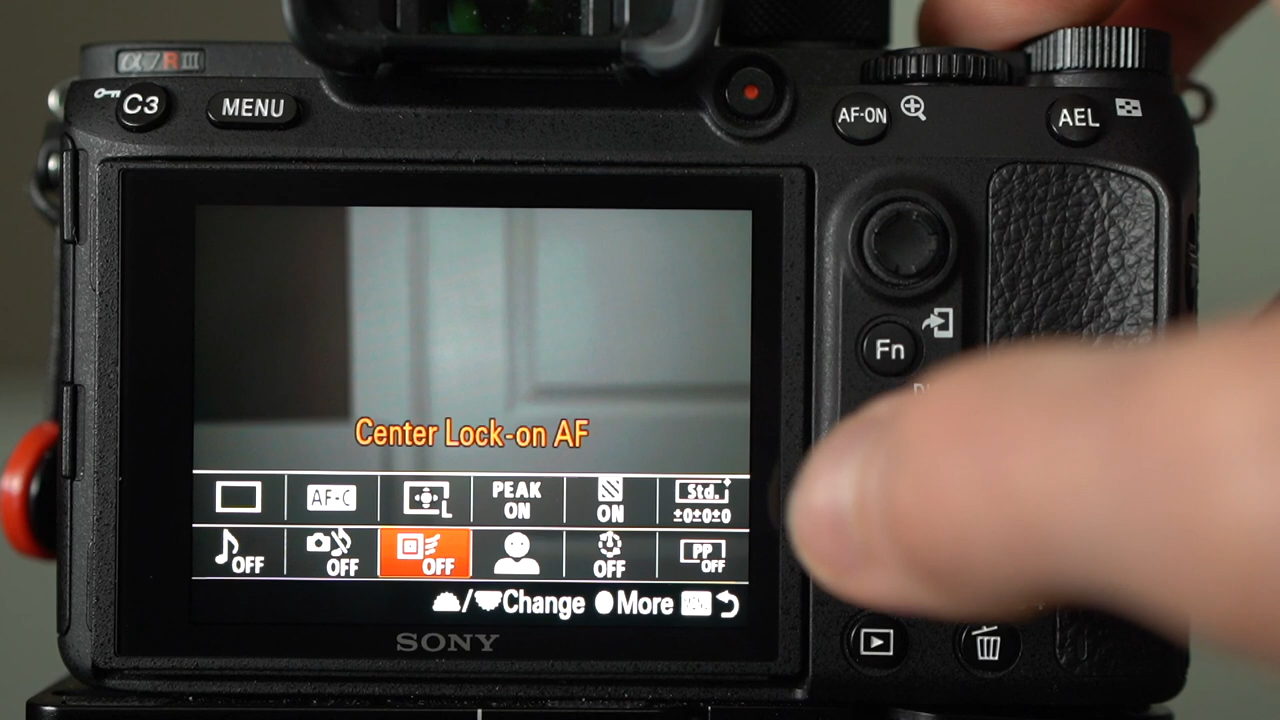 α7RIII
C3
MENU
AF-ON
AEL
Fn
Center Lock-on AF
AF-C
L
PEAK
ON
ON
Std.
±0±0±0
OFF
OFF
OFF
OFF
PP
OFF
/ Change More
SONY